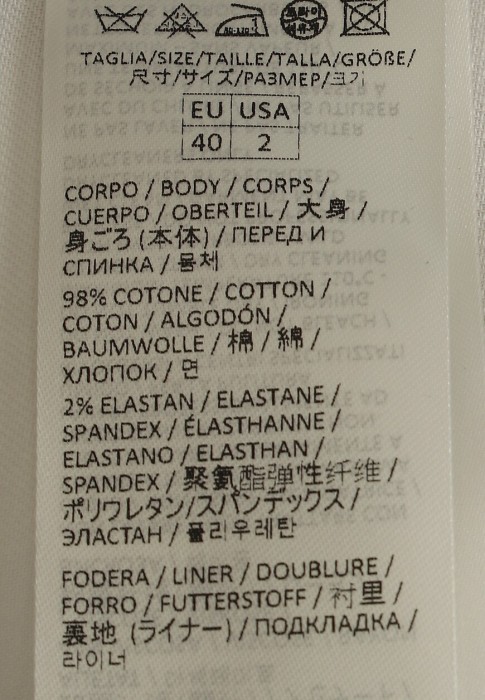 TAGLIA/SIZE/TAILLE/TALLA/GRÖßE/
尺寸/サイズ/РАЗМЕР/크기
EU USA
40 2
CORPO / BODY / CORPS /
CUERPO / OBERTEIL / 大身 /
身ごろ (本体) / ПЕРЕД И
СПИНКА / 몸체
98% COTONE / COTTON /
COTON / ALGODÓN /
BAUMWOLLE / 棉 / 綿 /
ХЛОПОК / 면
2% ELASTAN / ELASTANE /
SPANDEX / ÉLASTHANNE /
ELASTANO / ELASTHAN /
SPANDEX / 聚氨酯弹性纤维 /
ポリウレタン/スパンデックス /
ЭЛАСТАН / 폴리우레탄
FODERA / LINER / DOUBLURE /
FORRO / FUTTERSTOFF / 衬里 /
裏地 (ライナー) / ПОДКЛАДКА /
라이너